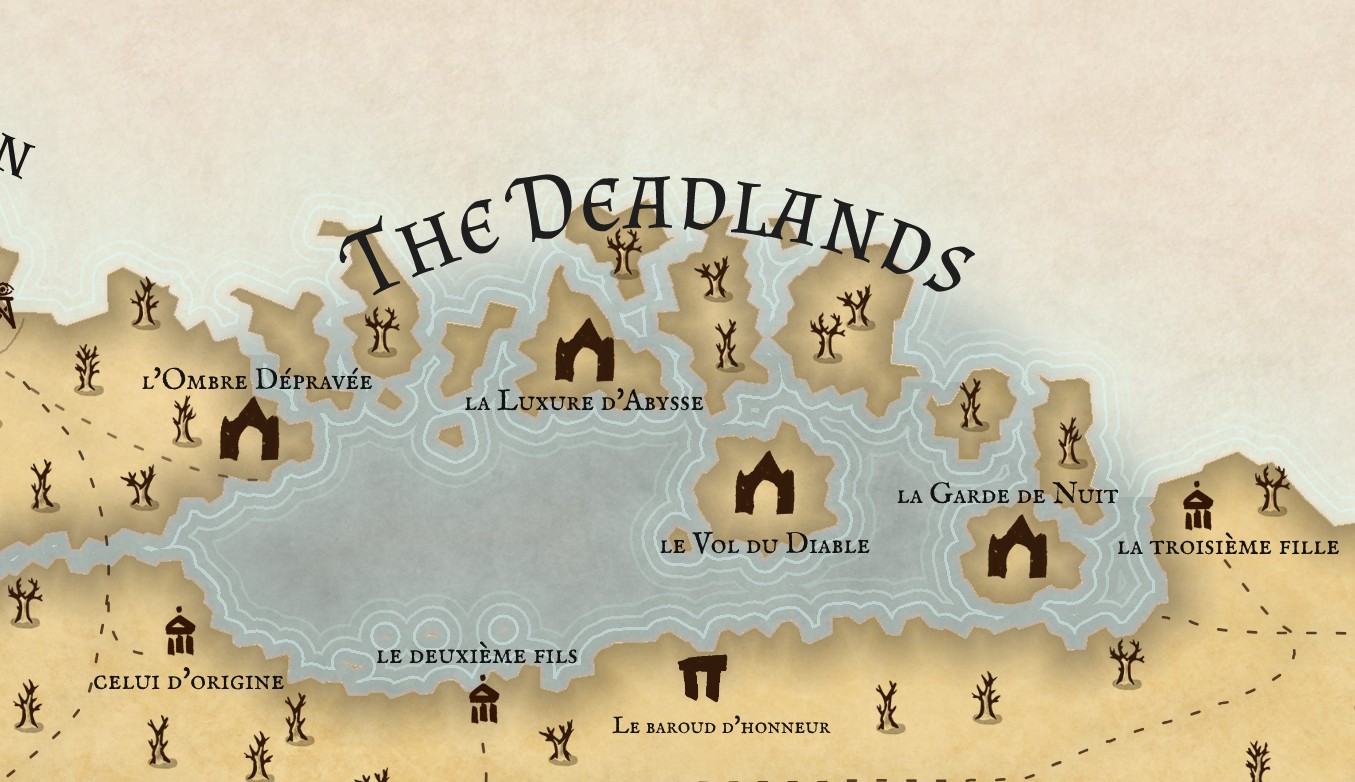 N
The Deadlands
l'Ombre Dépravée
la Luxure d'Abysse
la Garde de Nuit
le Vol du Diable
la troisième fille
le deuxième fils
celui d'origine
Le baroud d'honneur